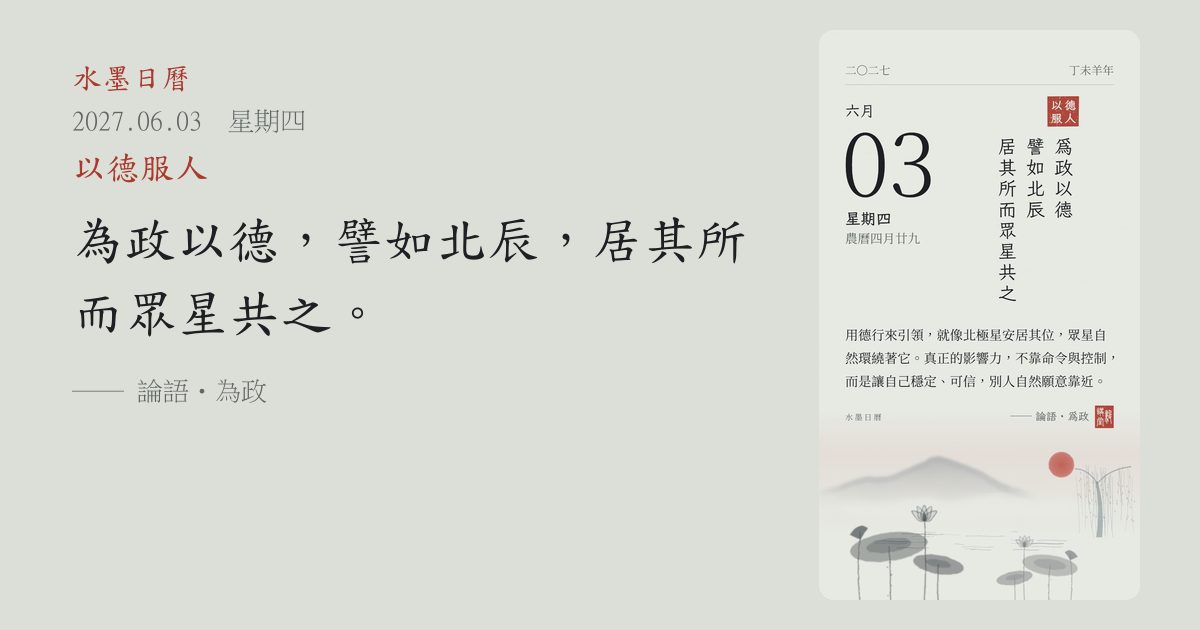 水墨日曆
2027.06.03 星期四
以德服人
為政以德，譬如北辰，居其所
而眾星共之。
—— 論語・為政
二〇二七
丁未羊年
六月
03
星期四
農曆四月廿九
以德
服人
爲政以德
譬如北辰
居其所而眾星共之
用德行來引領，就像北極星安居其位，眾星自
然環繞著它。真正的影響力，不靠命令與控制，
而是讓自己穩定、可信，別人自然願意靠近。
水墨日曆
—— 論語・爲政